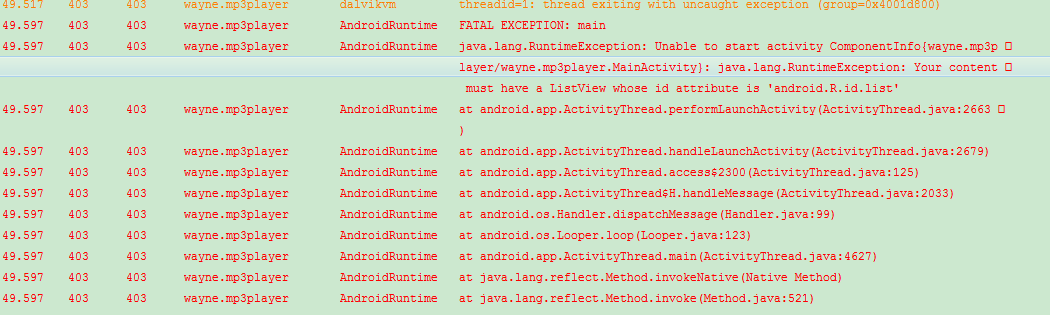 49.517 403 403 wayne.mp3player dalvikvm threadid=1: thread exiting with uncaught exception (group=0x4001d800)
49.597 403 403 wayne.mp3player AndroidRuntime FATAL EXCEPTION: main
49.597 403 403 wayne.mp3player AndroidRuntime java.lang.RuntimeException: Unable to start activity ComponentInfo{wayne.mp3p
layer/wayne.mp3player.MainActivity}: java.lang.RuntimeException: Your content
must have a ListView whose id attribute is 'android.R.id.list'
49.597 403 403 wayne.mp3player AndroidRuntime at android.app.ActivityThread.performLaunchActivity(ActivityThread.java:2663
)
49.597 403 403 wayne.mp3player AndroidRuntime at android.app.ActivityThread.handleLaunchActivity(ActivityThread.java:2679)
49.597 403 403 wayne.mp3player AndroidRuntime at android.app.ActivityThread.access$2300(ActivityThread.java:125)
49.597 403 403 wayne.mp3player AndroidRuntime at android.app.ActivityThread$H.handleMessage(ActivityThread.java:2033)
49.597 403 403 wayne.mp3player AndroidRuntime at android.os.Handler.dispatchMessage(Handler.java:99)
49.597 403 403 wayne.mp3player AndroidRuntime at android.os.Looper.loop(Looper.java:123)
49.597 403 403 wayne.mp3player AndroidRuntime at android.app.ActivityThread.main(ActivityThread.java:4627)
49.597 403 403 wayne.mp3player AndroidRuntime at java.lang.reflect.Method.invokeNative(Native Method)
49.597 403 403 wayne.mp3player AndroidRuntime at java.lang.reflect.Method.invoke(Method.java:521)